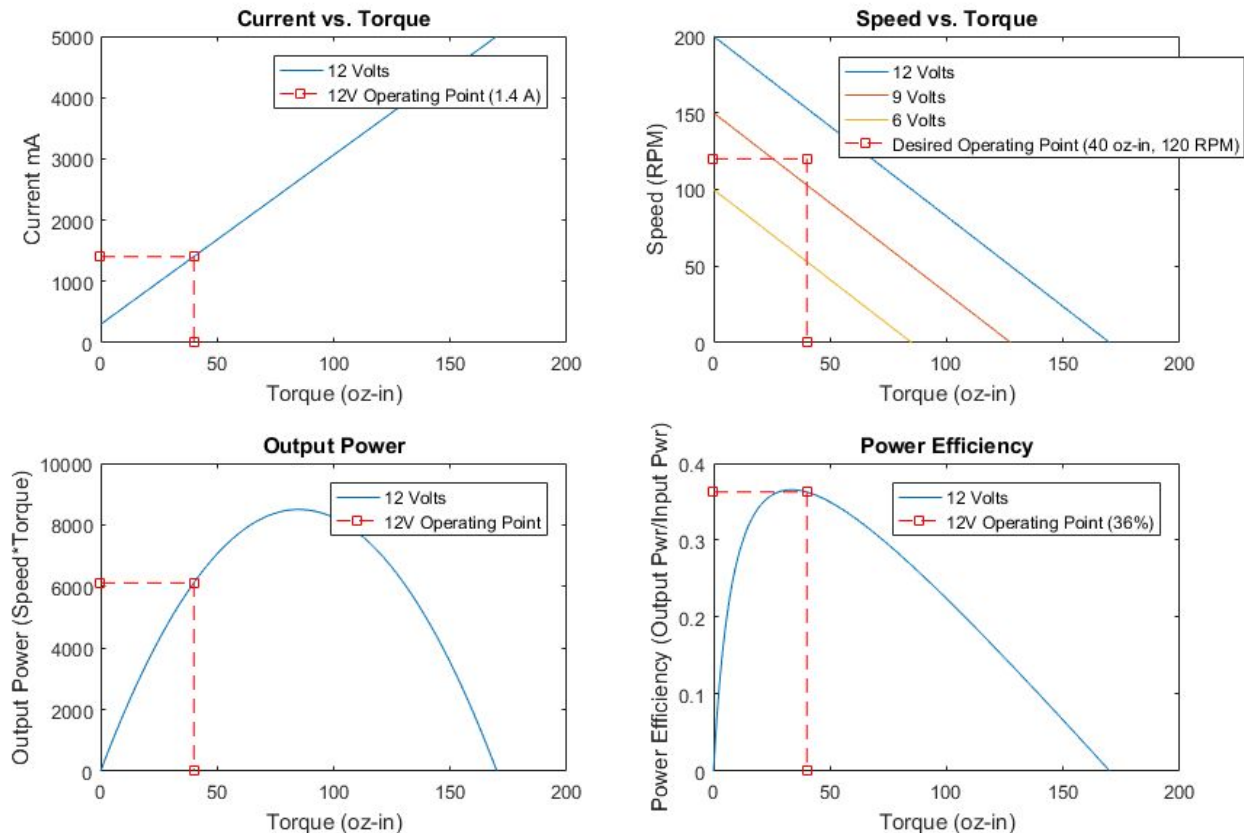 Current vs. Torque
5000
4000
3000
2000
1000
0
Current mA
12 Volts
12V Operating Point (1.4 A)
0 50 100 150 200
Torque (oz-in)
Speed vs. Torque
200
150
100
50
0
Speed (RPM)
12 Volts
9 Volts
6 Volts
Desired Operating Point (40 oz-in, 120 RPM)
0 50 100 150 200
Torque (oz-in)
Output Power
10000
8000
6000
4000
2000
0
Output Power (Speed*Torque)
12 Volts
12V Operating Point
0 50 100 150 200
Torque (oz-in)
Power Efficiency
0.4
0.3
0.2
0.1
0
Power Efficiency (Output Pwr/Input Pwr)
12 Volts
12V Operating Point (36%)
0 50 100 150 200
Torque (oz-in)